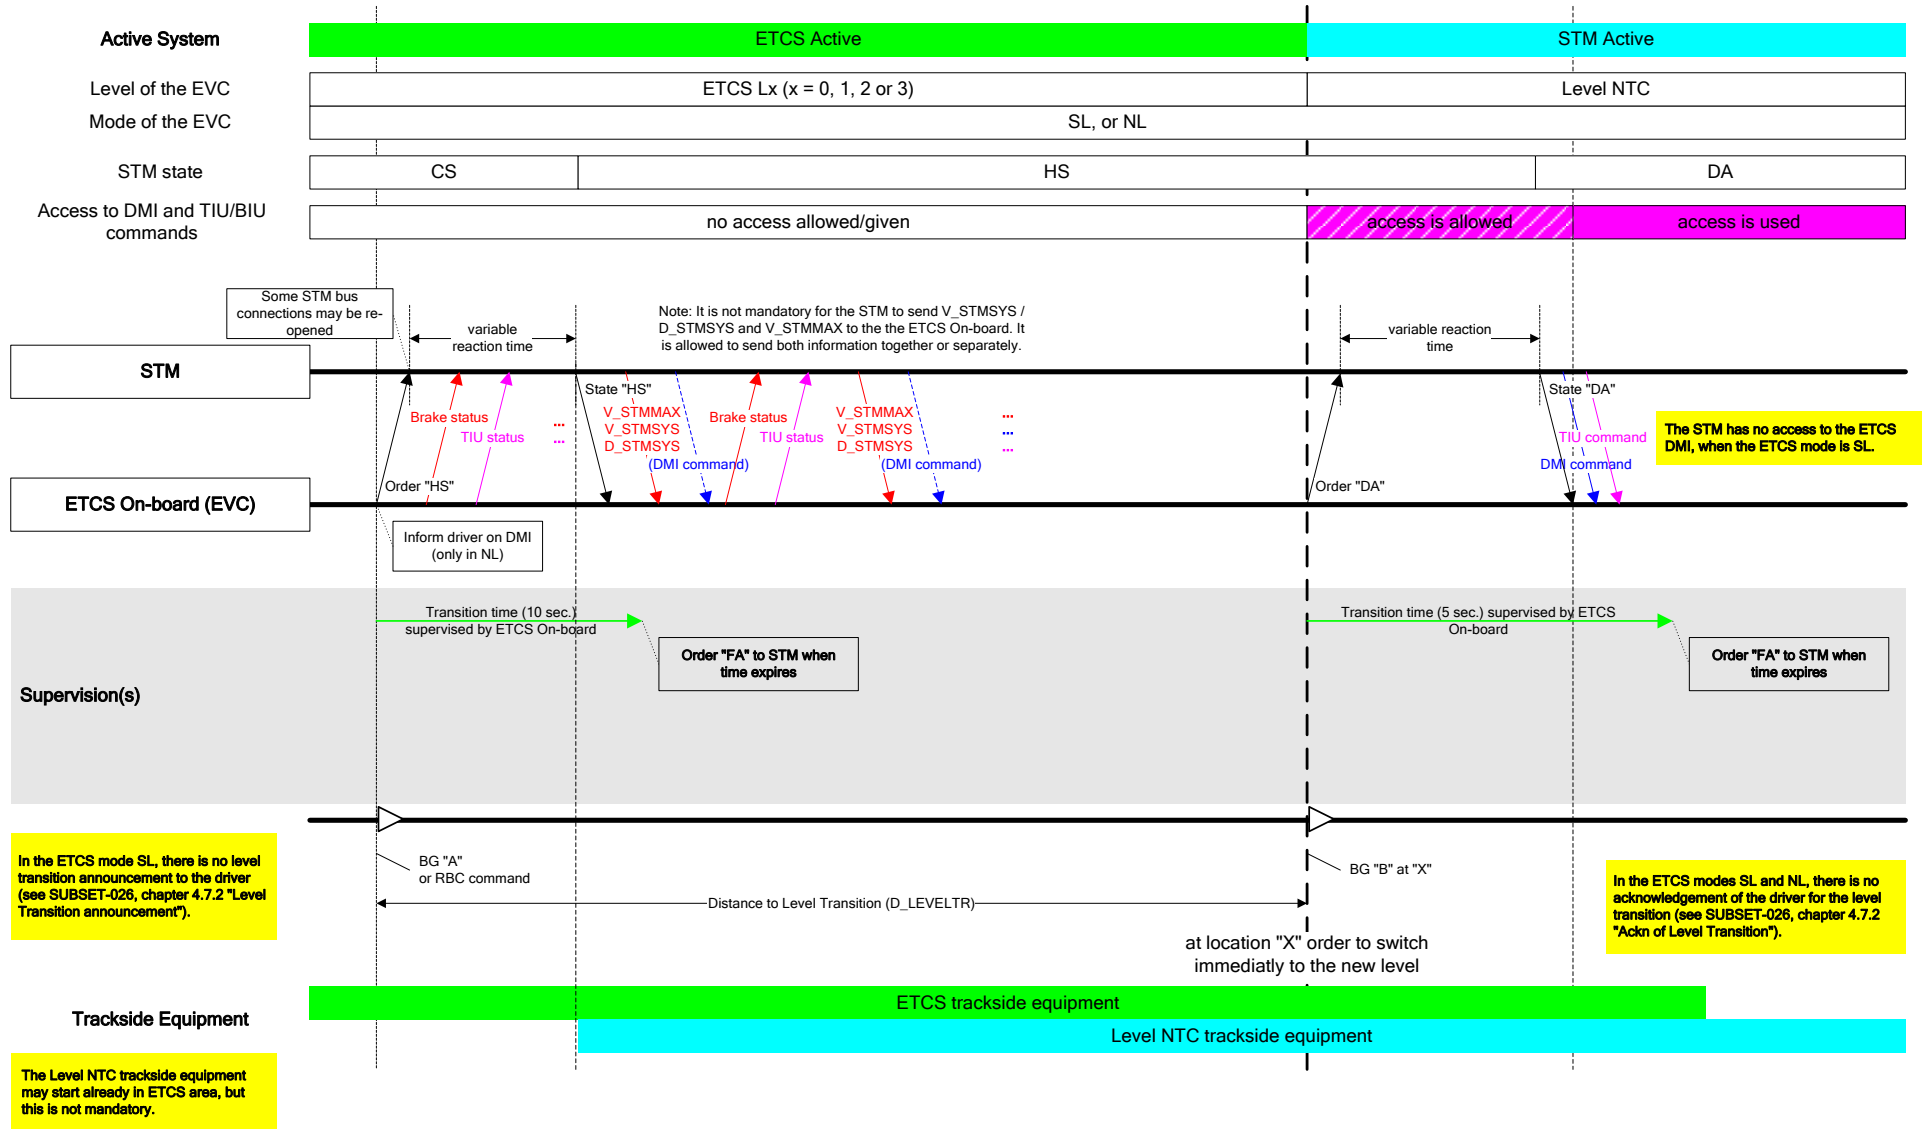 Active System
ETCS Active
STM Active
Level of the EVC
ETCS Lx (x = 0, 1, 2 or 3)
Level NTC
Mode of the EVC
SL, or NL
STM state
CS
HS
DA
Access to DMI and TIU/BIU
commands
no access allowed/given
access is allowed
access is used
Some STM bus
connections may be re-
opened
variable
reaction time
Note: It is not mandatory for the STM to send V_STMSYS /
D_STMSYS and V_STMMAX to the the ETCS On-board. It
is allowed to send both information together or separately.
variable reaction
time
STM
State "HS"
State "DA"
Brake status
TIU status
...
...
V_STMMAX
V_STMSYS
D_STMSYS
(DMI command)
Brake status
TIU status
V_STMMAX
V_STMSYS
D_STMSYS
(DMI command)
...
...
...
TIU command
DMI command
The STM has no access to the ETCS
DMI, when the ETCS mode is SL.
Order "HS"
Order "DA"
ETCS On-board (EVC)
Inform driver on DMI
(only in NL)
Transition time (10 sec.)
supervised by ETCS On-board
Order "FA" to STM when
time expires
Transition time (5 sec.) supervised by ETCS
On-board
Order "FA" to STM when
time expires
Supervision(s)
In the ETCS mode SL, there is no level
transition announcement to the driver
(see SUBSET-026, chapter 4.7.2 "Level
Transition announcement").
BG "A"
or RBC command
BG "B" at "X"
Distance to Level Transition (D_LEVELTR)
In the ETCS modes SL and NL, there is no
acknowledgement of the driver for the level
transition (see SUBSET-026, chapter 4.7.2
"Ackn of Level Transition").
at location "X" order to switch
immediatly to the new level
Trackside Equipment
ETCS trackside equipment
Level NTC trackside equipment
The Level NTC trackside equipment
may start already in ETCS area, but
this is not mandatory.